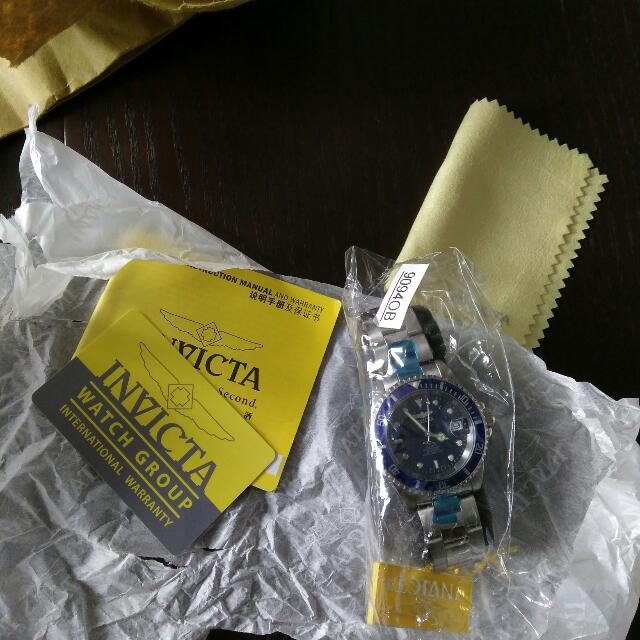 INSTRUCTION MANUAL AND WARRANTY
说明手册及保证书
INVICTA
Second.
INVICTA
WATCH GROUP
INTERNATIONAL WARRANTY
9094OB
INVICTA